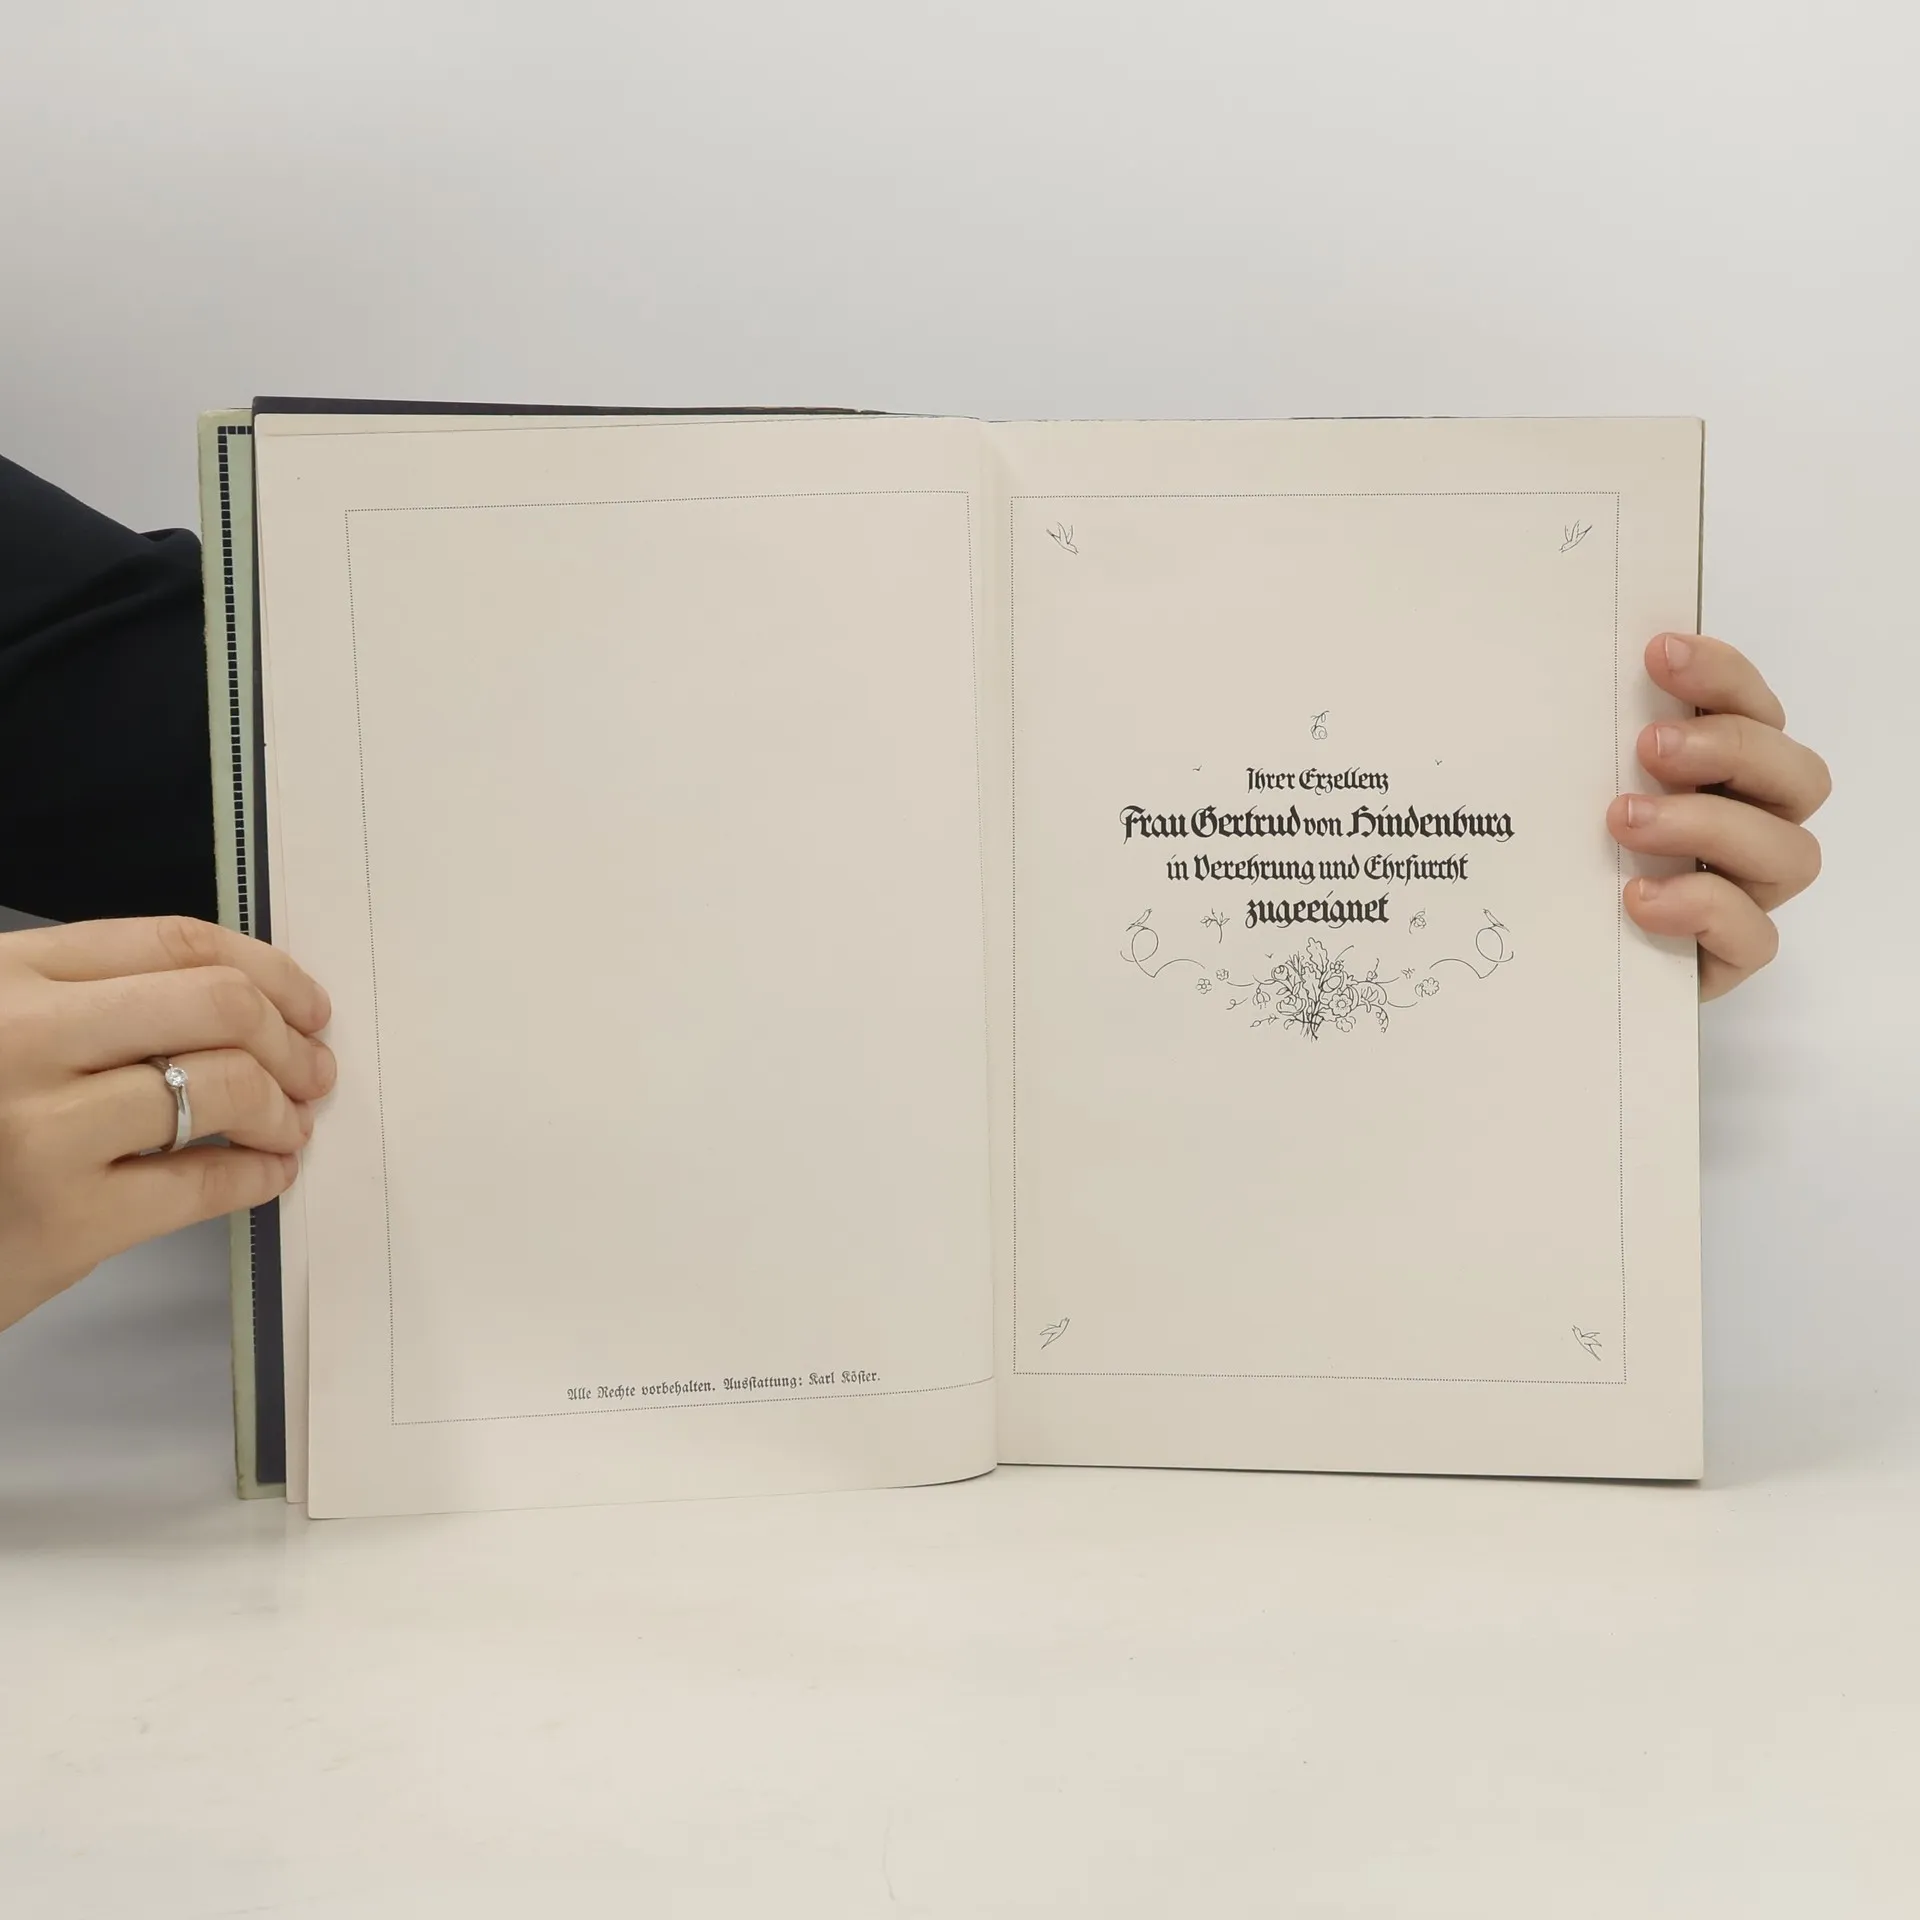 Alle Rechte vorbehalten. Ausstattung: Karl Köster.
Ihrer Exzellenz
Frau Gertrud von Hindenburg
in Verehrung und Ehrfurcht
zugeeignet